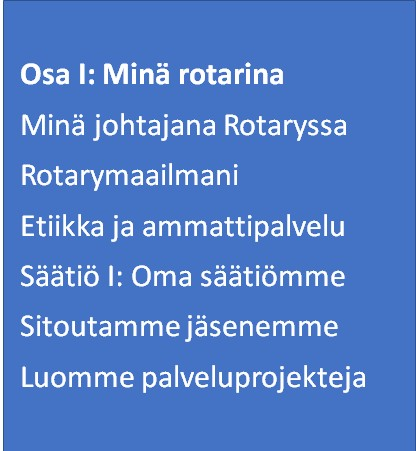 Osa I: Minä rotarina
Minä johtajana Rotaryssa
Rotarymaailmani
Etiikka ja ammattipalvelu
Säätiö I: Oma säätiömme
Sitoutamme jäsenemme
Luomme palveluprojekteja